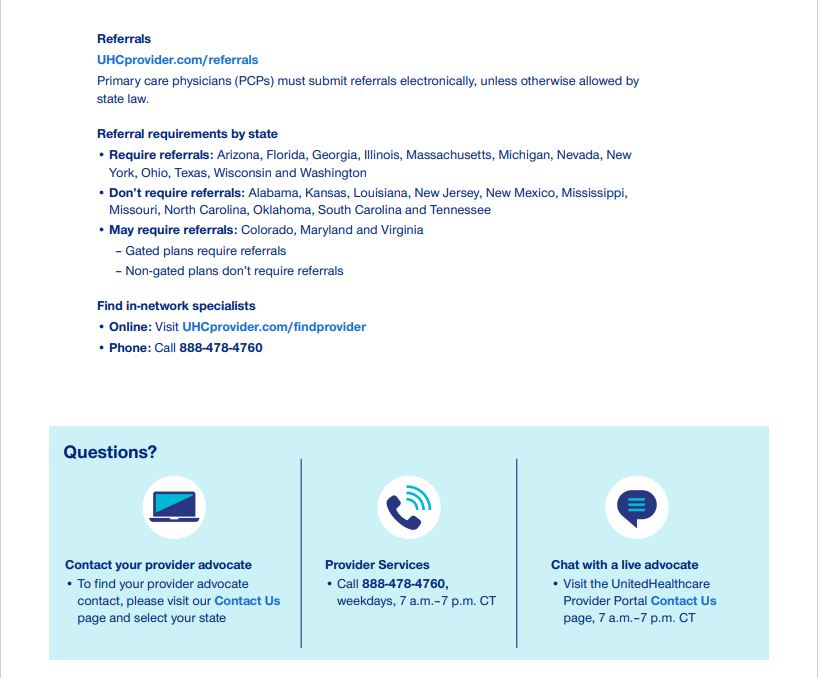 Referrals
UHCprovider.com/referrals
Primary care physicians (PCPs) must submit referrals electronically, unless otherwise allowed by
state law.
Referral requirements by state
• Require referrals: Arizona, Florida, Georgia, Illinois, Massachusetts, Michigan, Nevada, New
York, Ohio, Texas, Wisconsin and Washington
• Don’t require referrals: Alabama, Kansas, Louisiana, New Jersey, New Mexico, Mississippi,
Missouri, North Carolina, Oklahoma, South Carolina and Tennessee
• May require referrals: Colorado, Maryland and Virginia
– Gated plans require referrals
– Non-gated plans don’t require referrals
Find in-network specialists
• Online: Visit UHCprovider.com/findprovider
• Phone: Call 888-478-4760
Questions?
Contact your provider advocate
• To find your provider advocate
contact, please visit our Contact Us
page and select your state
Provider Services
• Call 888-478-4760,
weekdays, 7 a.m.–7 p.m. CT
Chat with a live advocate
• Visit the UnitedHealthcare
Provider Portal Contact Us
page, 7 a.m.–7 p.m. CT